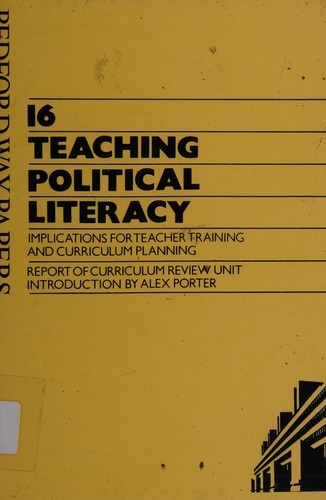 BEDFORD WAY PAPERS
16
TEACHING
POLITICAL
LITERACY
IMPLICATIONS FOR TEACHER TRAINING
AND CURRICULUM PLANNING
REPORT OF CURRICULUM REVIEW UNIT
INTRODUCTION BY ALEX PORTER